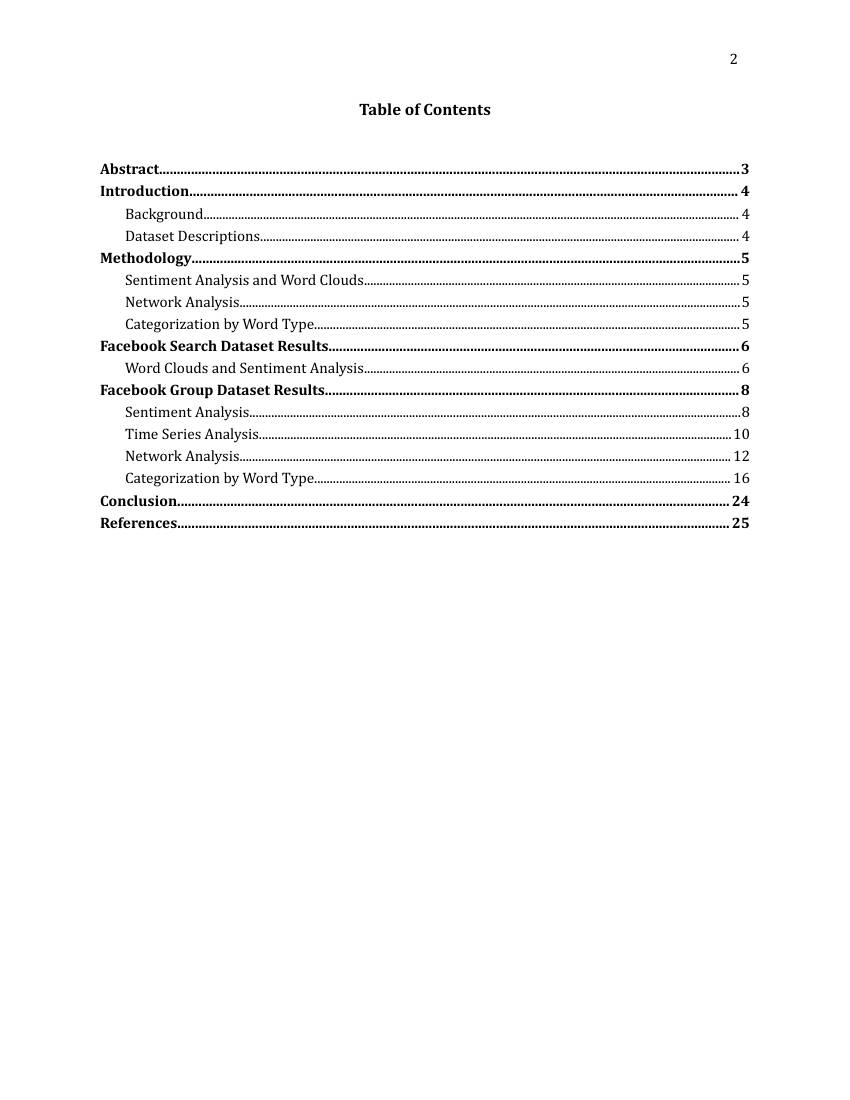 2
Table of Contents
Abstract....................................................................................................................................................................3
Introduction.......................................................................................................................................................... 4
Background...................................................................................................................................................... 4
Dataset Descriptions....................................................................................................................................... 4
Methodology..........................................................................................................................................................5
Sentiment Analysis and Word Clouds.........................................................................................................5
Network Analysis............................................................................................................................................5
Categorization by Word Type......................................................................................................................5
Facebook Search Dataset Results....................................................................................................................6
Word Clouds and Sentiment Analysis.........................................................................................................6
Facebook Group Dataset Results.....................................................................................................................8
Sentiment Analysis.........................................................................................................................................8
Time Series Analysis.................................................................................................................................... 10
Network Analysis.......................................................................................................................................... 12
Categorization by Word Type.................................................................................................................... 16
Conclusion........................................................................................................................................................... 24
References........................................................................................................................................................... 25